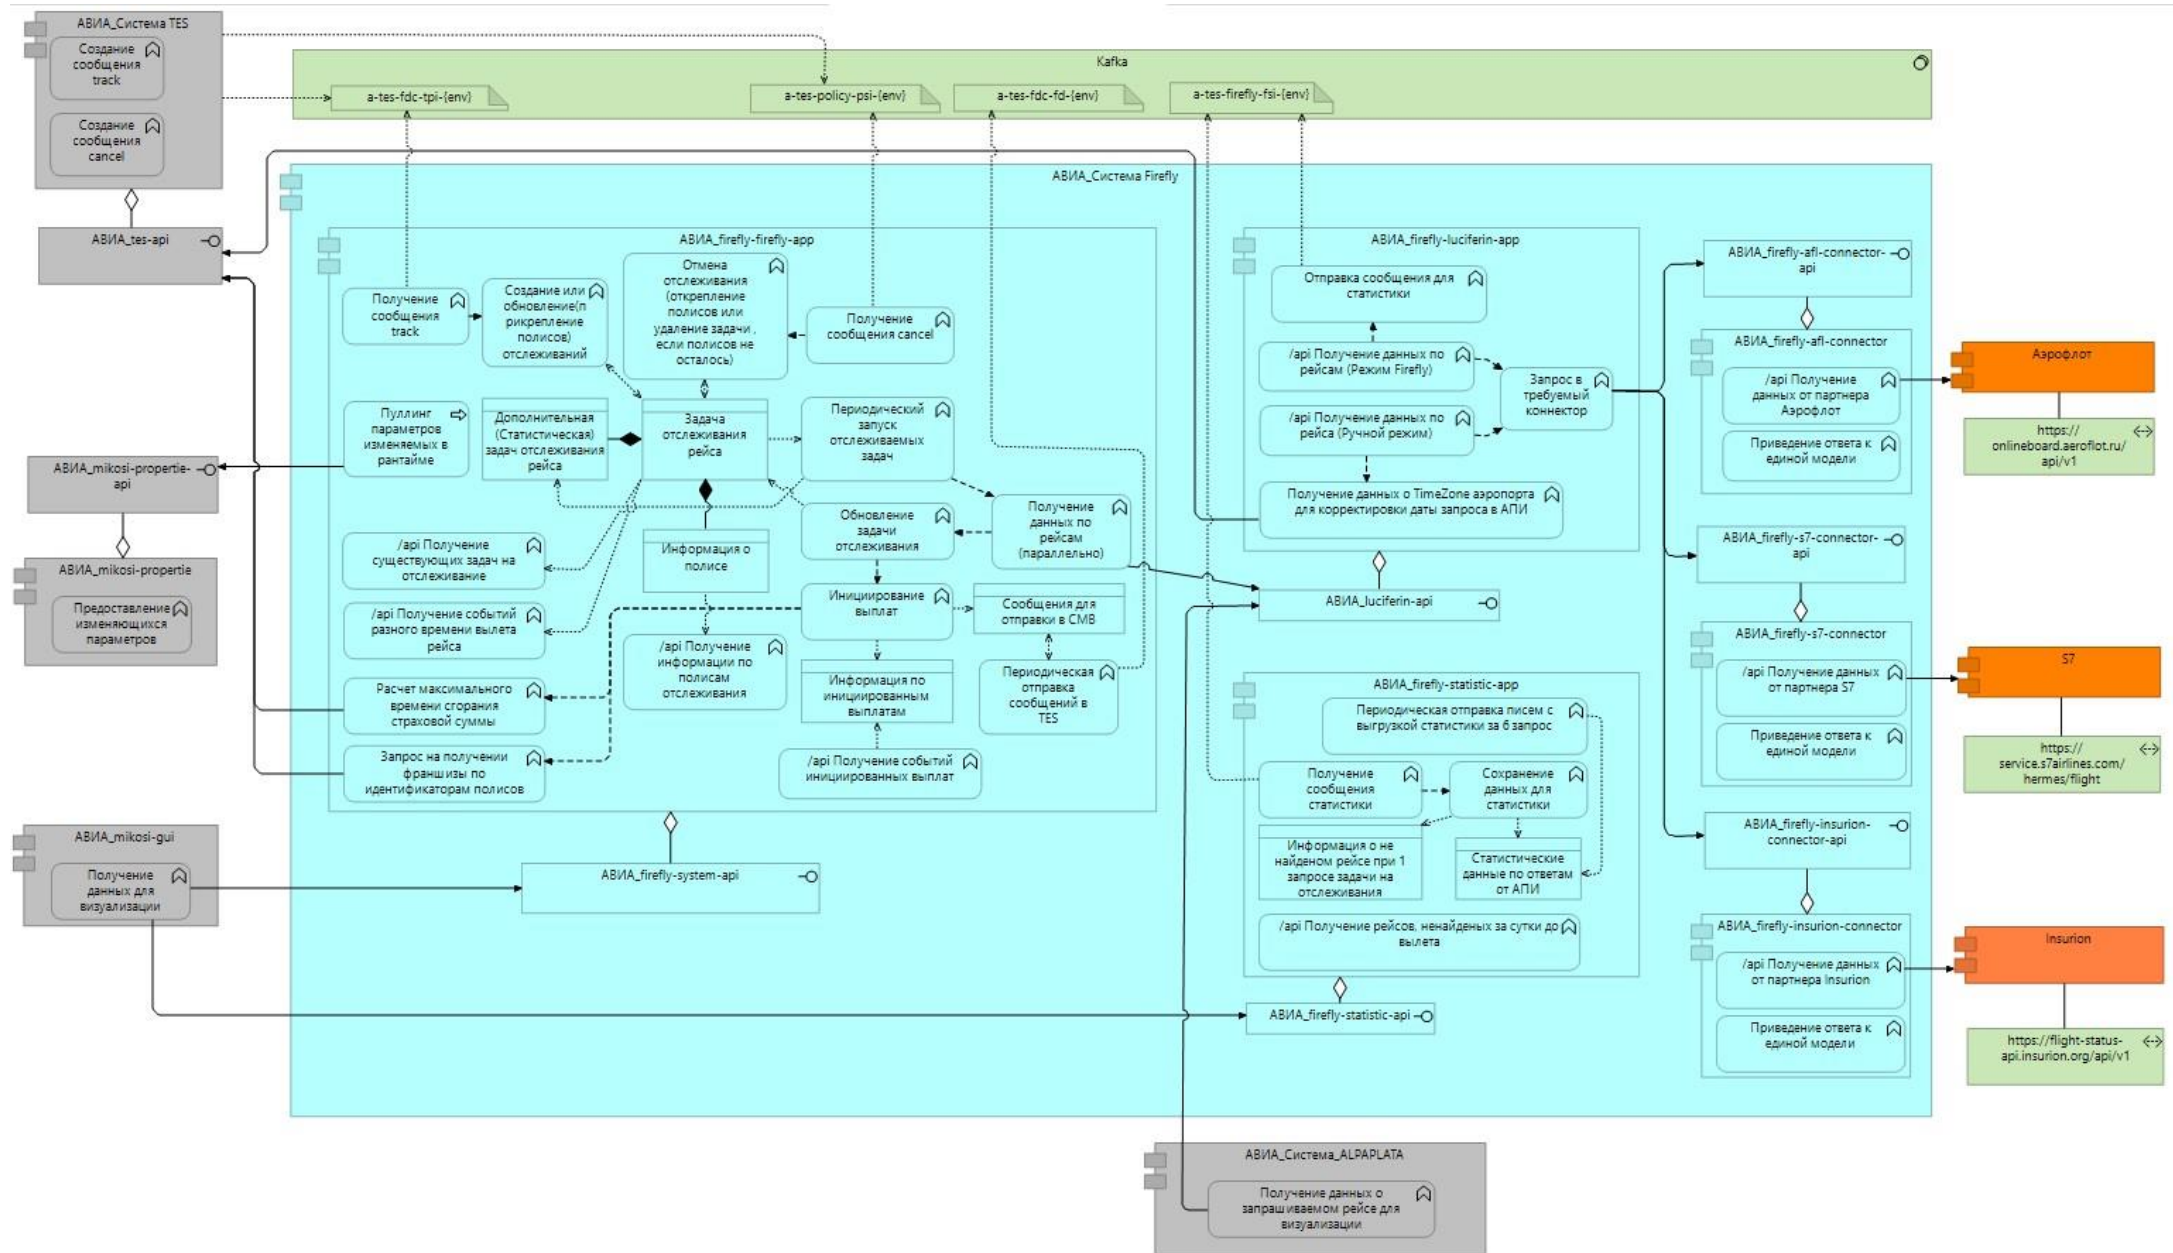 АВИА_Система TES
Создание
сообщения
track
Создание
сообщения
cancel
АВИА_tes-api
Kafka
a-tes-fdc-tpi-{env}
a-tes-policy-psi-{env}
a-tes-fdc-fd-{env}
a-tes-firefly-fsi-{env}
АВИА_Система Firefly
АВИА_firefly-firefly-app
Получение
сообщения
track
Создание или
обновление(п
рикрепление
полисов)
отслеживаний
Отмена
отслеживания
(открепление
полисов или
удаление задачи ,
если полисов не
осталось)
Получение
сообщения cancel
Пуллинг
параметров
изменяемых в
рантайме
Дополнительная
(Статистическая)
задач отслеживания
рейса
Задача
отслеживания
рейса
Периодический
запуск
отслеживаемых
задач
Обновление
задачи
отслеживания
Получение
данных по
рейсам
(параллельно)
/api Получение
существующих задач на
отслеживание
Информация о
полисе
Инициирование
выплат
Сообщения для
отправки в СМВ
/api Получение событий
разного времени вылета
рейса
/api Получение
информации по
полисам
отслеживания
Информация по
инициированным
выплатам
Периодическая
отправка
сообщений в
TES
Расчет максимального
времени сгорания
страховой суммы
Запрос на получении
франшизы по
идентификаторам полисов
/api Получение событий
инициированных выплат
АВИА_firefly-system-api
АВИА_mikosi-propertie-
api
АВИА_mikosi-propertie
Предоставление
изменяющихся
параметров
АВИА_mikosi-gui
Получение
данных для
визуализации
АВИА_firefly-luciferin-app
Отправка сообщения для
статистики
/api Получение данных по
рейсам (Режим Firefly)
/api Получение данных по
рейса (Ручной режим)
Запрос в
требуемый
коннектор
Получение данных о TimeZone аэропорта
для корректировки даты запроса в АПИ
АВИА_luciferin-api
АВИА_firefly-statistic-app
Периодическая отправка писем с
выгрузкой статистики за 6 запрос
Получение
сообщения
статистики
Сохранение
данных для
статистики
Информация о не
найденом рейсе при 1
запросе задачи на
отслеживания
Статистические
данные по ответам
от АПИ
/api Получение рейсов, ненайденых за сутки до
вылета
АВИА_firefly-statistic-api
АВИА_firefly-afl-connector-
api
АВИА_firefly-afl-connector
/api Получение
данных от партнера
Аэрофлот
Приведение ответа к
единой модели
АВИА_firefly-s7-connector-
api
АВИА_firefly-s7-connector
/api Получение данных
от партнера S7
Приведение ответа к
единой модели
АВИА_firefly-insurion-
connector-api
АВИА_firefly-insurion-connector
/api Получение данных
от партнера Insurion
Приведение ответа к
единой модели
Аэрофлот
https://
onlineboard.aeroflot.ru/
api/v1
S7
https://
service.s7airlines.com/
hermes/flight
Insurion
https://flight-status-
api.insurion.org/api/v1
АВИА_Система_ALPAPLATA
Получение данных о
запрашиваемом рейсе для
визуализации